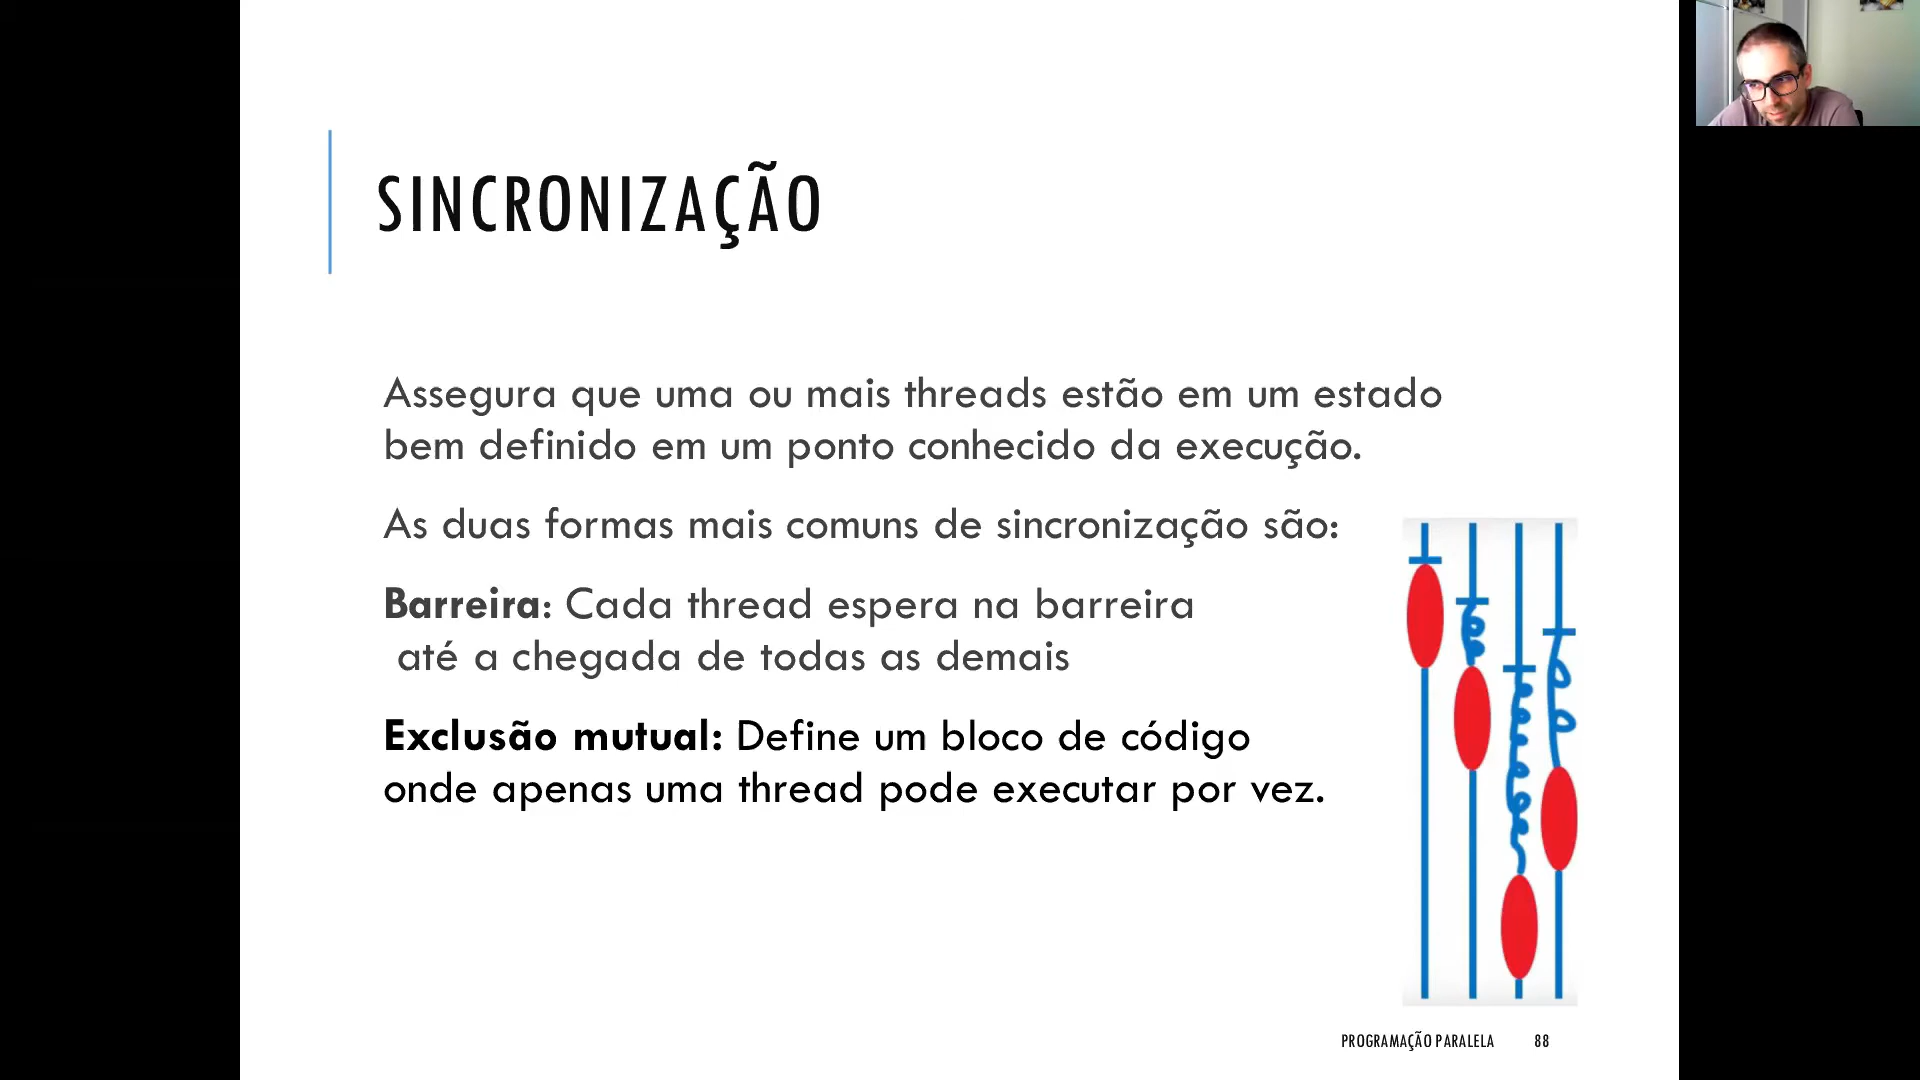 SINCRONIZAÇÃO
Assegura que uma ou mais threads estão em um estado
bem definido em um ponto conhecido da execução.
As duas formas mais comuns de sincronização são:
Barreira: Cada thread espera na barreira
até a chegada de todas as demais
Exclusão mutual: Define um bloco de código
onde apenas uma thread pode executar por vez.
PROGRAMAÇÃO PARALELA 88